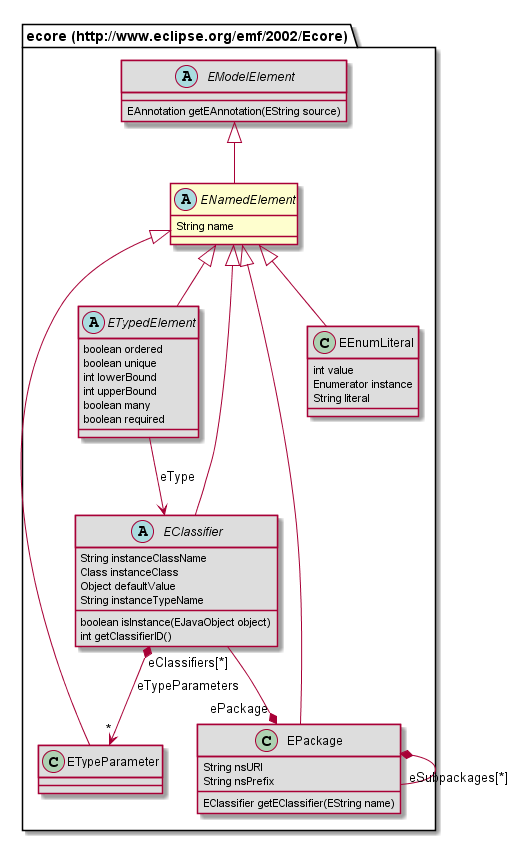 ecore (http://www.eclipse.org/emf/2002/Ecore)
A EModelElement
EAnnotation getEAnnotation(EString source)
A ENamedElement
String name
A ETypedElement
boolean ordered
boolean unique
int lowerBound
int upperBound
boolean many
boolean required
C EEnumLiteral
int value
Enumerator instance
String literal
eType
A EClassifier
String instanceClassName
Class instanceClass
Object defaultValue
String instanceTypeName
boolean isInstance(EJavaObject object)
int getClassifierID()
eClassifiers[*]
eTypeParameters
ePackage
*
C ETypeParameter
C EPackage
String nsURI
String nsPrefix
EClassifier getEClassifier(EString name)
eSubpackages[*]